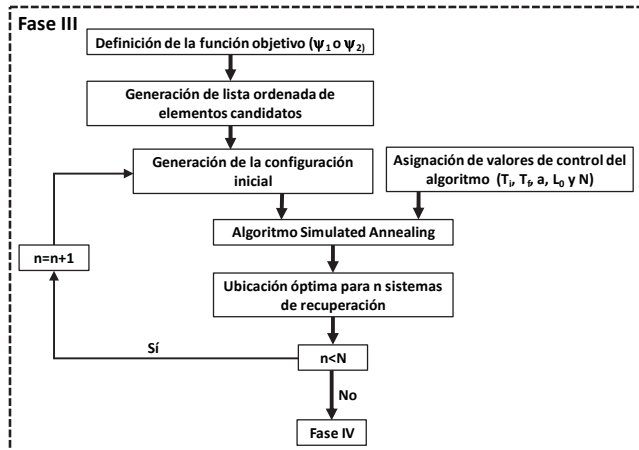 Fase III
Definición de la función objetivo (Ψ₁ o Ψ₂)
Generación de lista ordenada de
elementos candidatos
Generación de la configuración
inicial
Asignación de valores de control del
algoritmo (Tᵢ, T_f, a, L₀ y N)
Algoritmo Simulated Annealing
n=n+1
Ubicación óptima para n sistemas
de recuperación
Sí
n<N
No
Fase IV